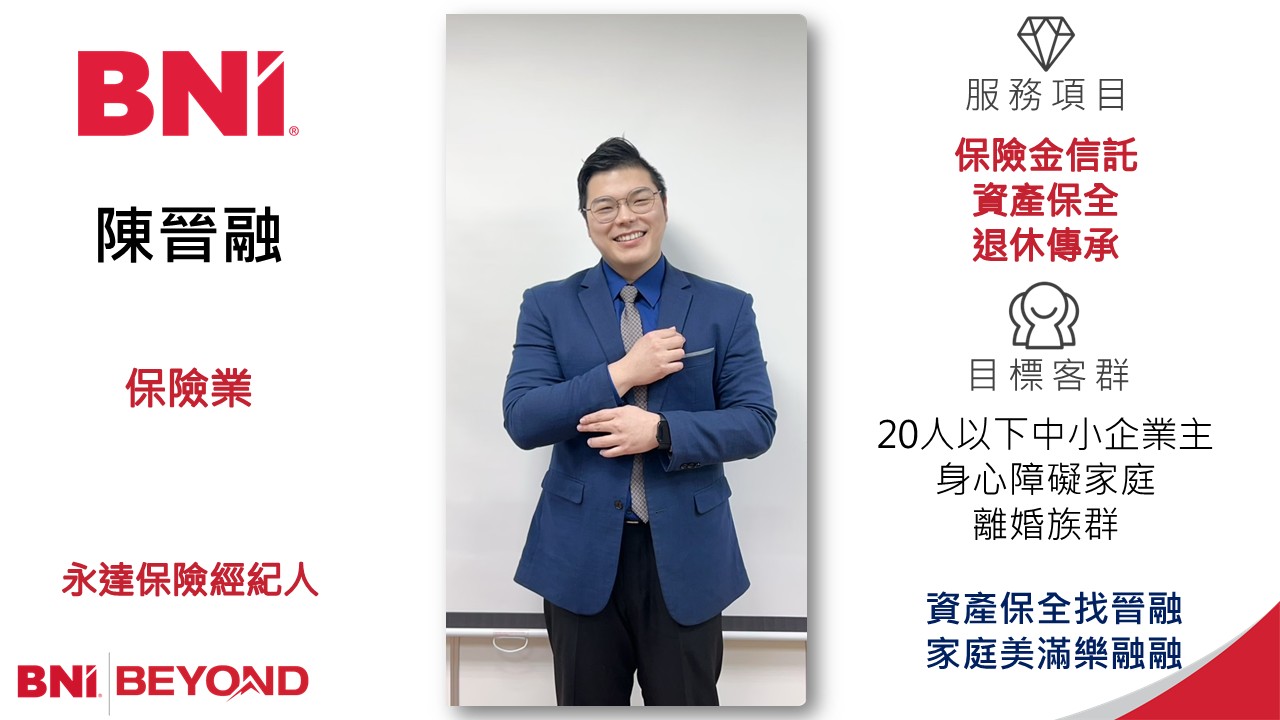 BNI®
陳晉融
保險業
永達保險經紀人
BNI® BEYOND
服務項目
保險金信託
資產保全
退休傳承
目標客群
20人以下中小企業主
身心障礙家庭
離婚族群
資產保全找晉融
家庭美滿樂融融